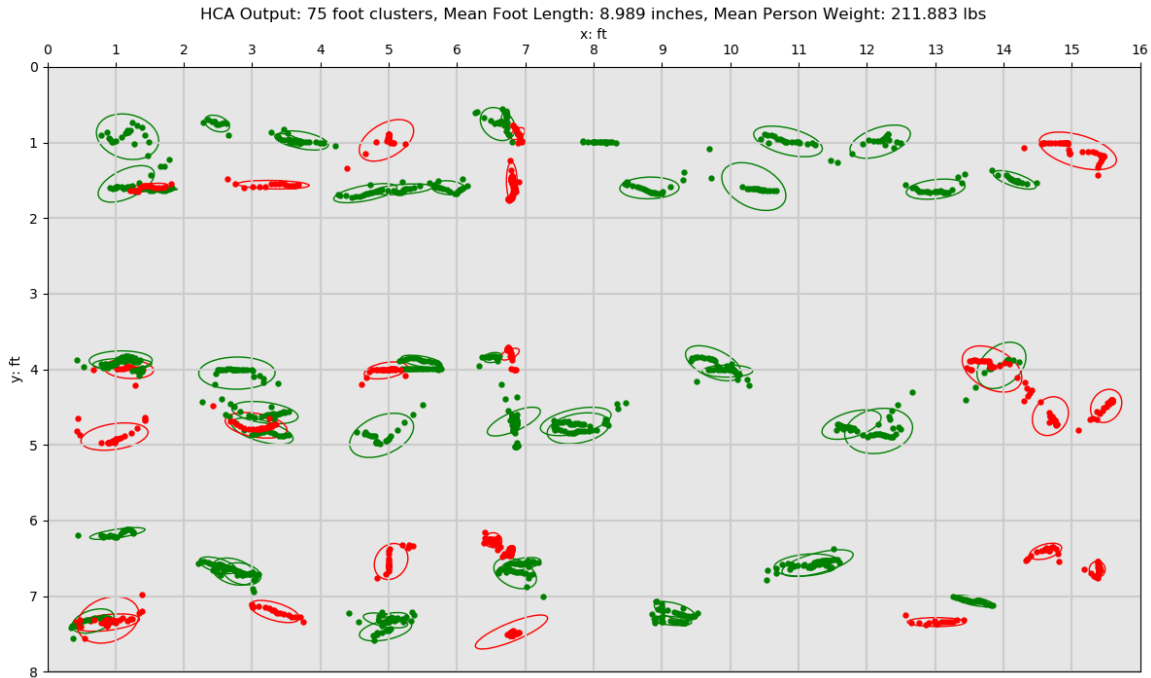 HCA Output: 75 foot clusters, Mean Foot Length: 8.989 inches, Mean Person Weight: 211.883 lbs
x: ft
0 1 2 3 4 5 6 7 8 9 10 11 12 13 14 15 16
0
1
2
3
4
y: ft
5
6
7
8